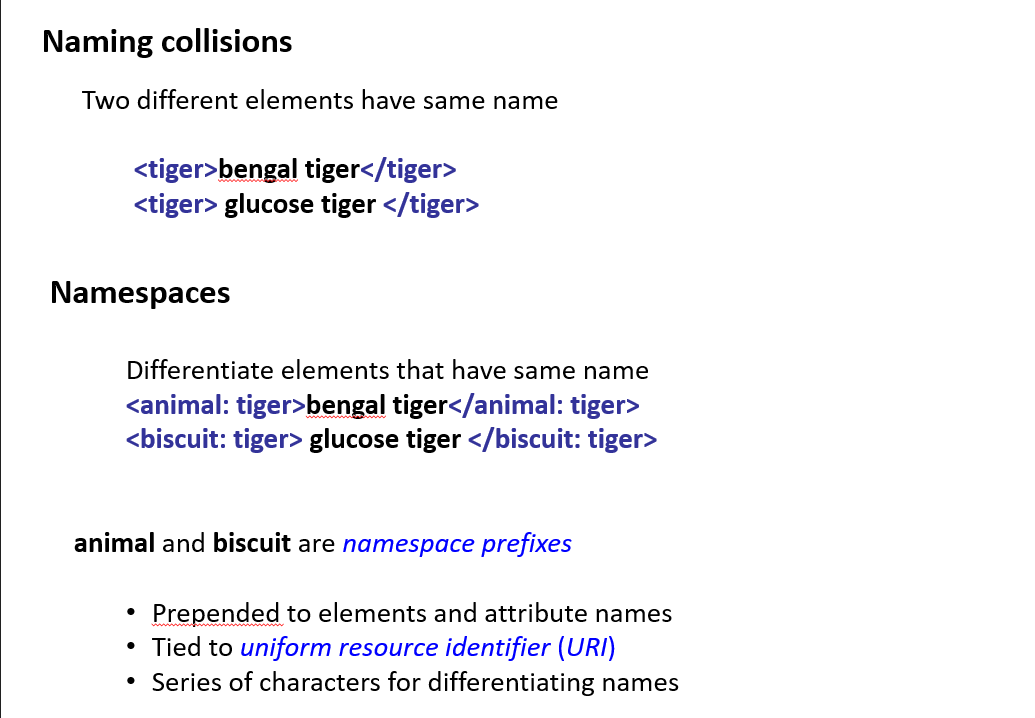 Naming collisions
Two different elements have same name
<tiger>bengal tiger</tiger>
<tiger> glucose tiger </tiger>
Namespaces
Differentiate elements that have same name
<animal: tiger>bengal tiger</animal: tiger>
<biscuit: tiger> glucose tiger </biscuit: tiger>
animal and biscuit are namespace prefixes
• Prepended to elements and attribute names
• Tied to uniform resource identifier (URI)
• Series of characters for differentiating names